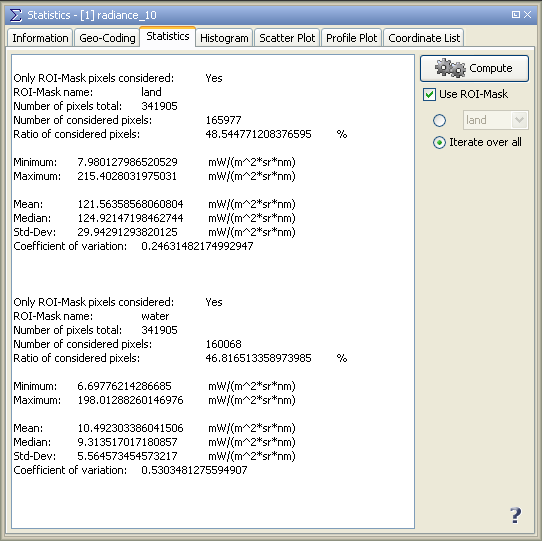 Statistics - [1] radiance_10
Information Geo-Coding Statistics Histogram Scatter Plot Profile Plot Coordinate List
Only ROI-Mask pixels considered: Yes
ROI-Mask name: land
Number of pixels total: 341905
Number of considered pixels: 165977
Ratio of considered pixels: 48.544771208376595 %
Minimum: 7.980127986520529 mW/(m^2*sr*nm)
Maximum: 215.4028031975031 mW/(m^2*sr*nm)
Mean: 121.56358568060804 mW/(m^2*sr*nm)
Median: 124.92147198462744 mW/(m^2*sr*nm)
Std-Dev: 29.94291293820125 mW/(m^2*sr*nm)
Coefficient of variation: 0.24631482174992947
Only ROI-Mask pixels considered: Yes
ROI-Mask name: water
Number of pixels total: 341905
Number of considered pixels: 160068
Ratio of considered pixels: 46.816513358973985 %
Minimum: 6.69776214286685 mW/(m^2*sr*nm)
Maximum: 198.01288260146976 mW/(m^2*sr*nm)
Mean: 10.492303386041506 mW/(m^2*sr*nm)
Median: 9.313517017180857 mW/(m^2*sr*nm)
Std-Dev: 5.564573454573217 mW/(m^2*sr*nm)
Coefficient of variation: 0.5303481275594907
Compute
Use ROI-Mask
land
Iterate over all
?